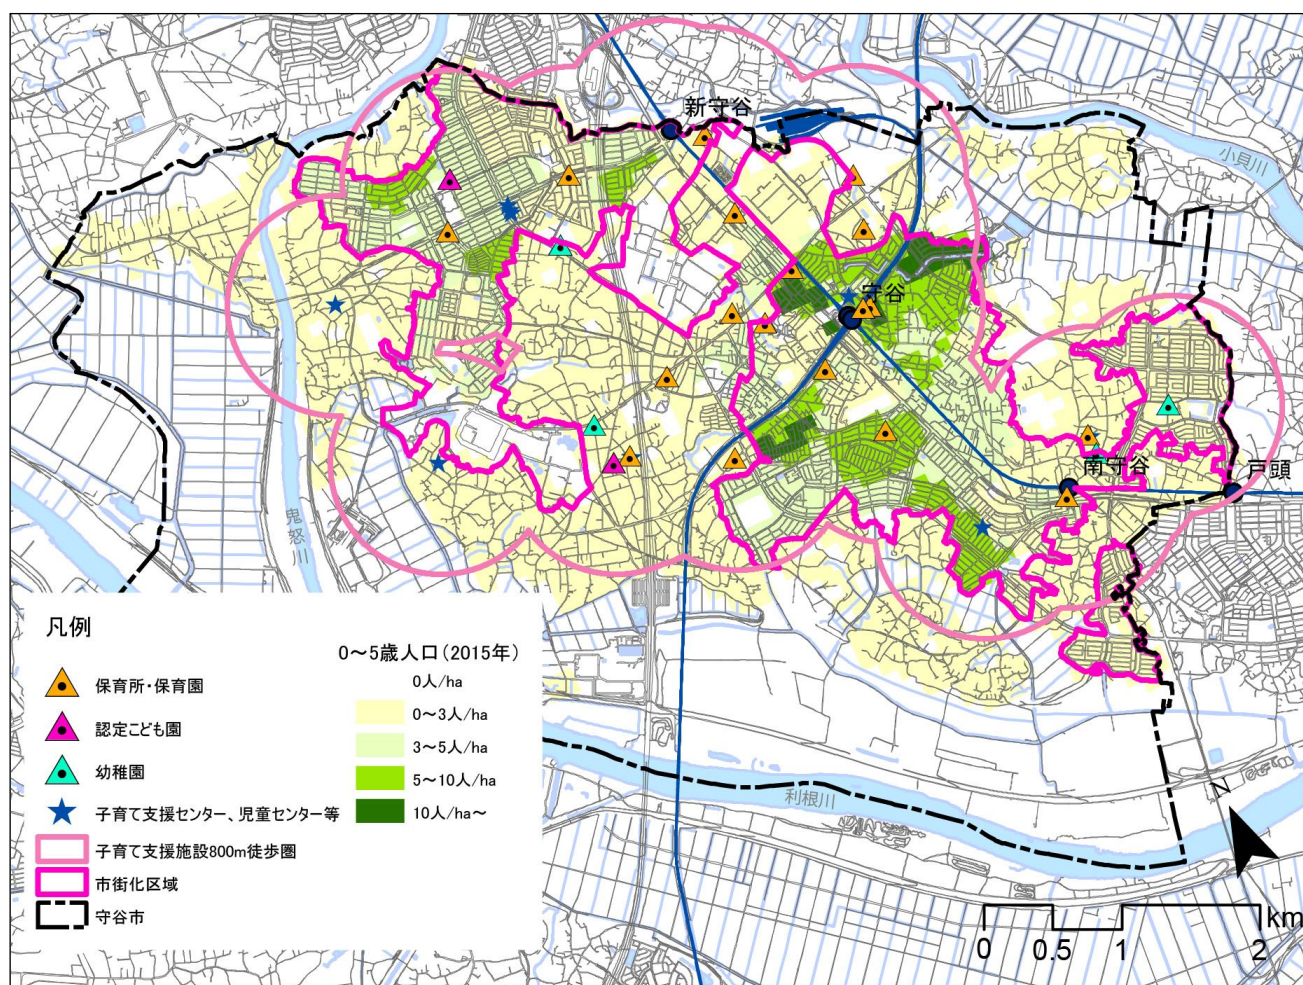 新守谷
小貝川
守谷
南守谷
戸頭
鬼怒川
利根川
N
凡例
保育所・保育園
認定こども園
幼稚園
子育て支援センター、児童センター等
子育て支援施設800m徒歩圏
市街化区域
守谷市
0～5歳人口(2015年)
0人/ha
0～3人/ha
3～5人/ha
5～10人/ha
10人/ha～
km
0 0.5 1 2